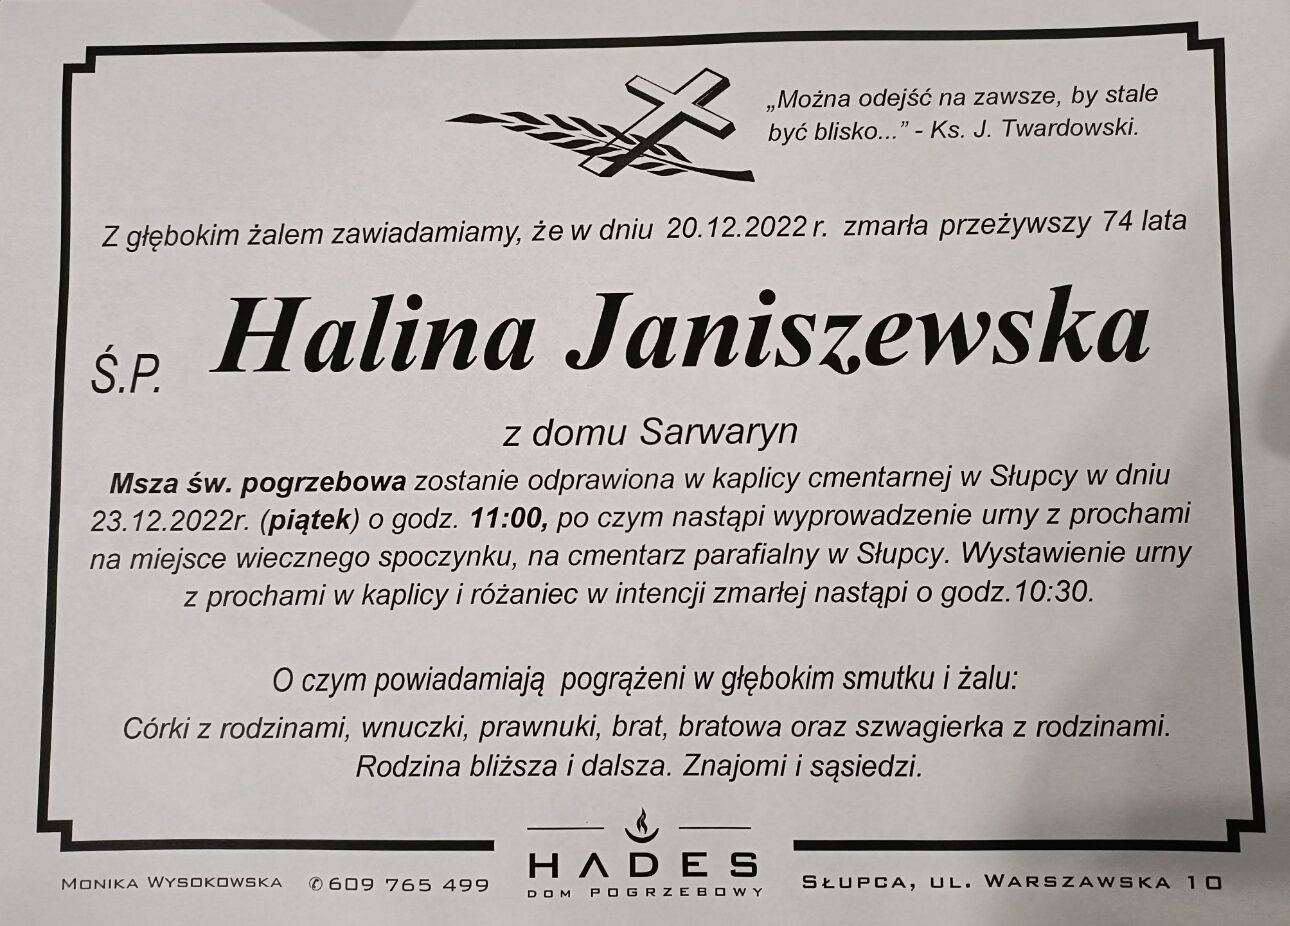 „Można odejść na zawsze, by stale
być blisko...” - Ks. J. Twardowski.
Z głębokim żalem zawiadamiamy, że w dniu 20.12.2022 r. zmarła przeżywszy 74 lata
Ś.P. Halina Janiszewska
z domu Sarwaryn
Msza św. pogrzebowa zostanie odprawiona w kaplicy cmentarnej w Słupcy w dniu
23.12.2022r. (piątek) o godz. 11:00, po czym nastąpi wyprowadzenie urny z prochami
na miejsce wiecznego spoczynku, na cmentarz parafialny w Słupcy. Wystawienie urny
z prochami w kaplicy i różaniec w intencji zmarłej nastąpi o godz.10:30.
O czym powiadamiają pogrążeni w głębokim smutku i żalu:
Córki z rodzinami, wnuczki, prawnuki, brat, bratowa oraz szwagierka z rodzinami.
Rodzina bliższa i dalsza. Znajomi i sąsiedzi.
HADES
DOM POGRZEBOWY
MONIKA WYSOKOWSKA ✆609 765 499
SŁUPCA, UL. WARSZAWSKA 10